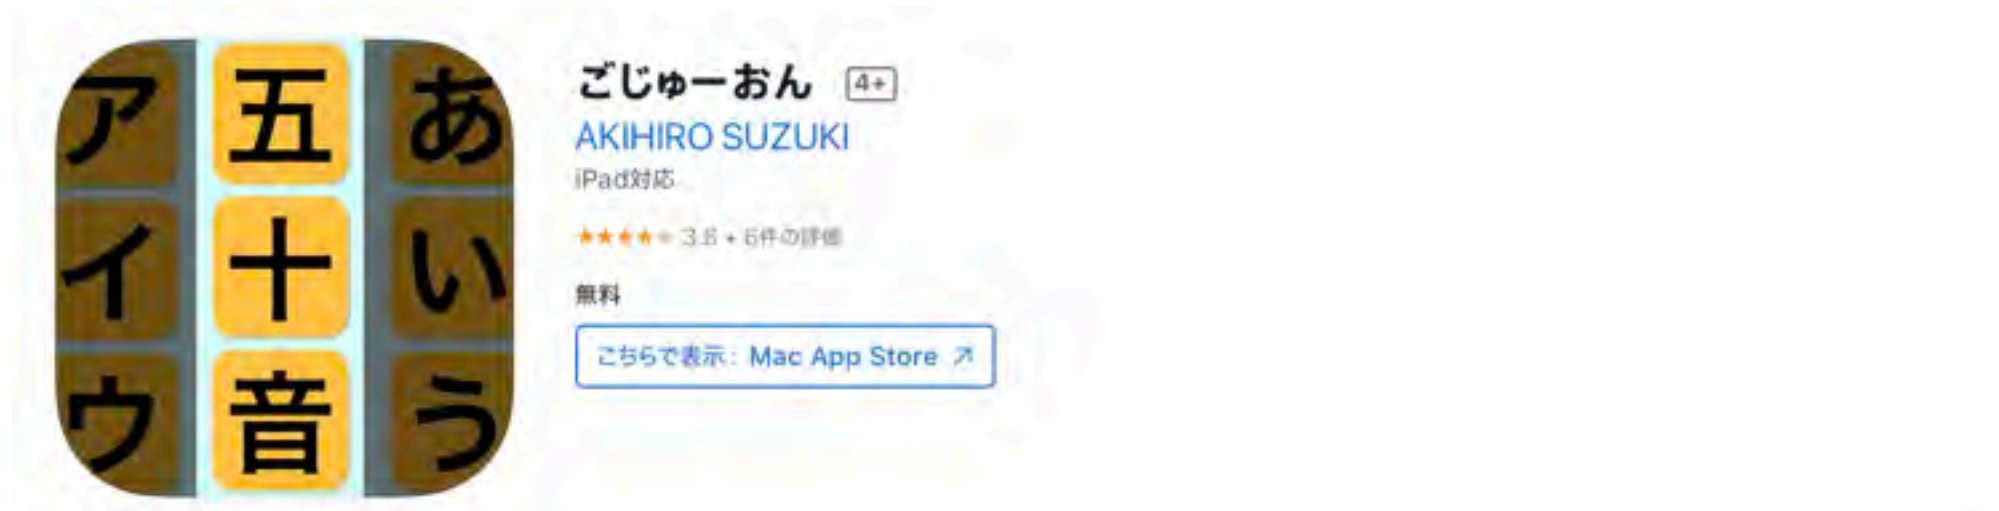 ア 五 あ
イ 十 い
ウ 音 う
ごじゅーおん 4+
AKIHIRO SUZUKI
iPad対応
★★★★★ 3.8 • 6件の評価
無料
こちらで表示: Mac App Store ↗